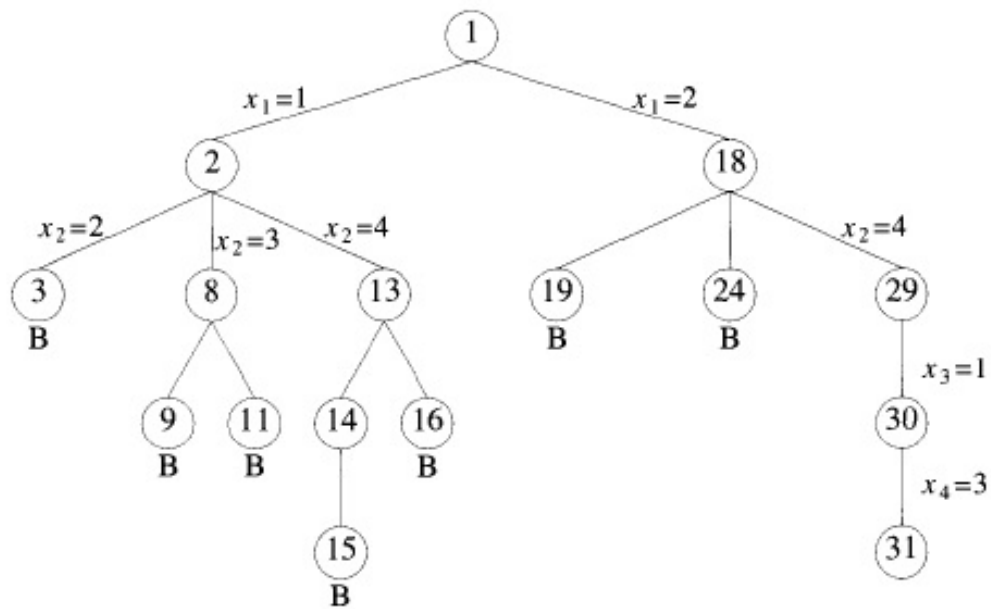 1
x₁=1
x₁=2
2
18
x₂=2
x₂=3
x₂=4
x₂=4
3
8
13
19
24
29
B
B
B
x₃=1
9
11
14
16
30
B
B
B
x₄=3
15
31
B